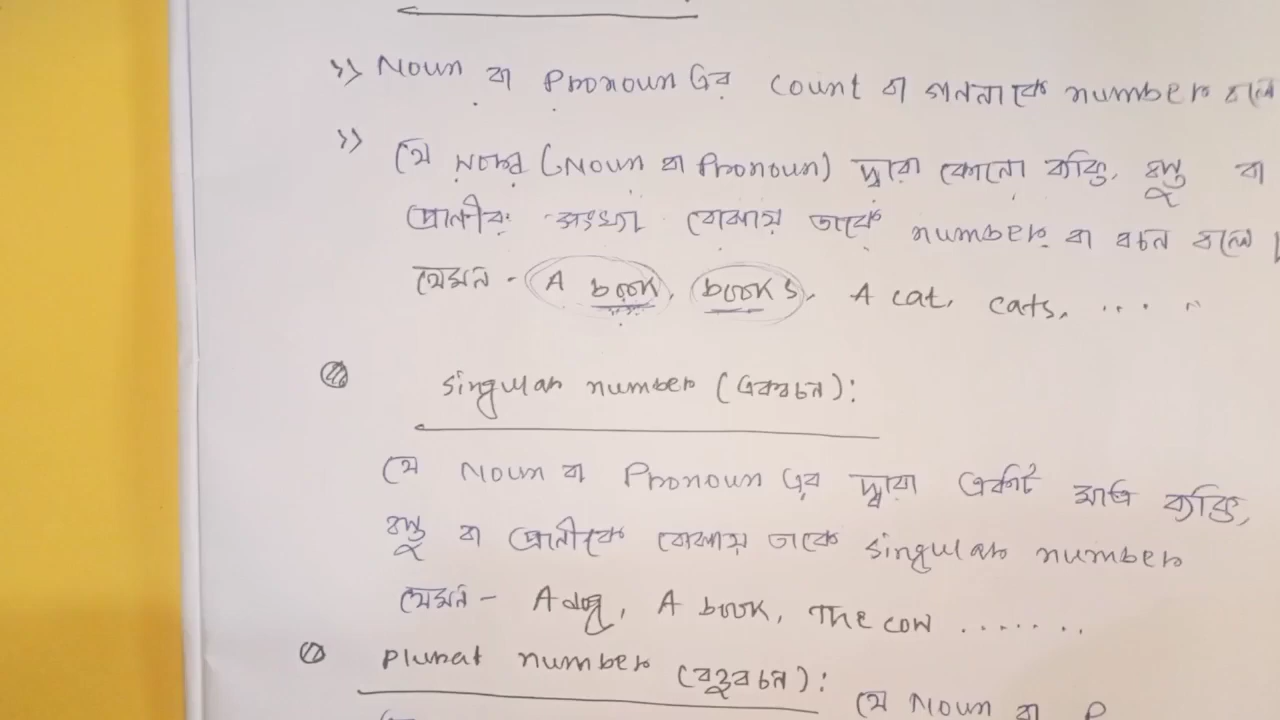 >> Noun বা Pronoun এর count বা গননাকে number বলে
>> যে শব্দের (Noun বা Pronoun) দ্বারা কোনো ব্যক্তি, বস্তু বা
প্রাণীর সংখ্যা বোঝায় তাকে number বা বচন বলে।
যেমন - A book, books, A cat, cats, ....
singular number (একবচন):
যে Noun বা Pronoun এর দ্বারা একটি মাত্র ব্যক্তি,
বস্তু বা প্রাণীকে বোঝায় তাকে singular number
যেমন - A dog, A book, The cow .......
plural number (বহুবচন):
যে Noun বা P